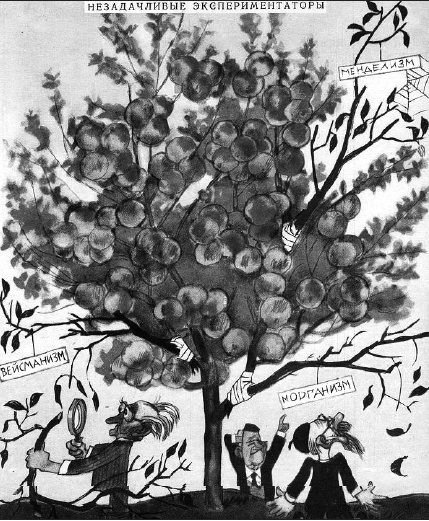 НЕЗАДАЧЛИВЫЕ ЭКСПЕРИМЕНТАТОРЫ
МЕНДЕЛИЗМ
ВЕЙСМАНИЗМ
МОРГАНИЗМ